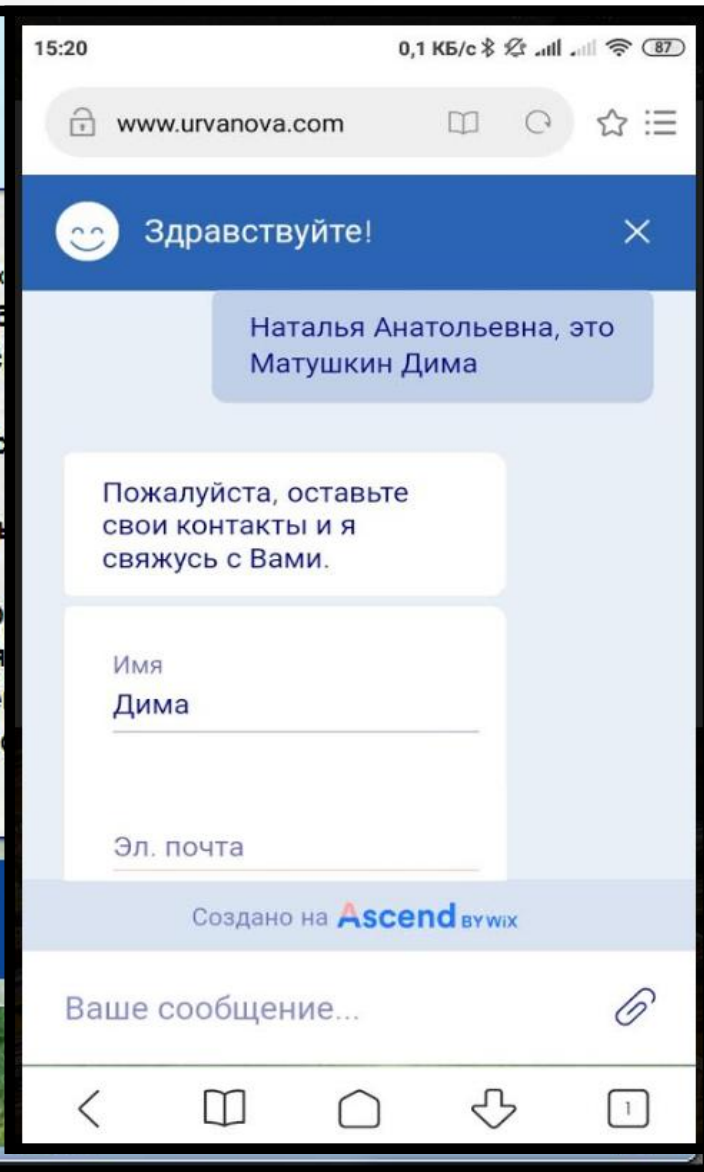 15:20 0,1 КБ/с 87
www.urvanova.com
Здравствуйте!
Наталья Анатольевна, это
Матушкин Дима
Пожалуйста, оставьте
свои контакты и я
свяжусь с Вами.
Имя
Дима
Эл. почта
Создано на Ascend BY WIX
Ваше сообщение...
1